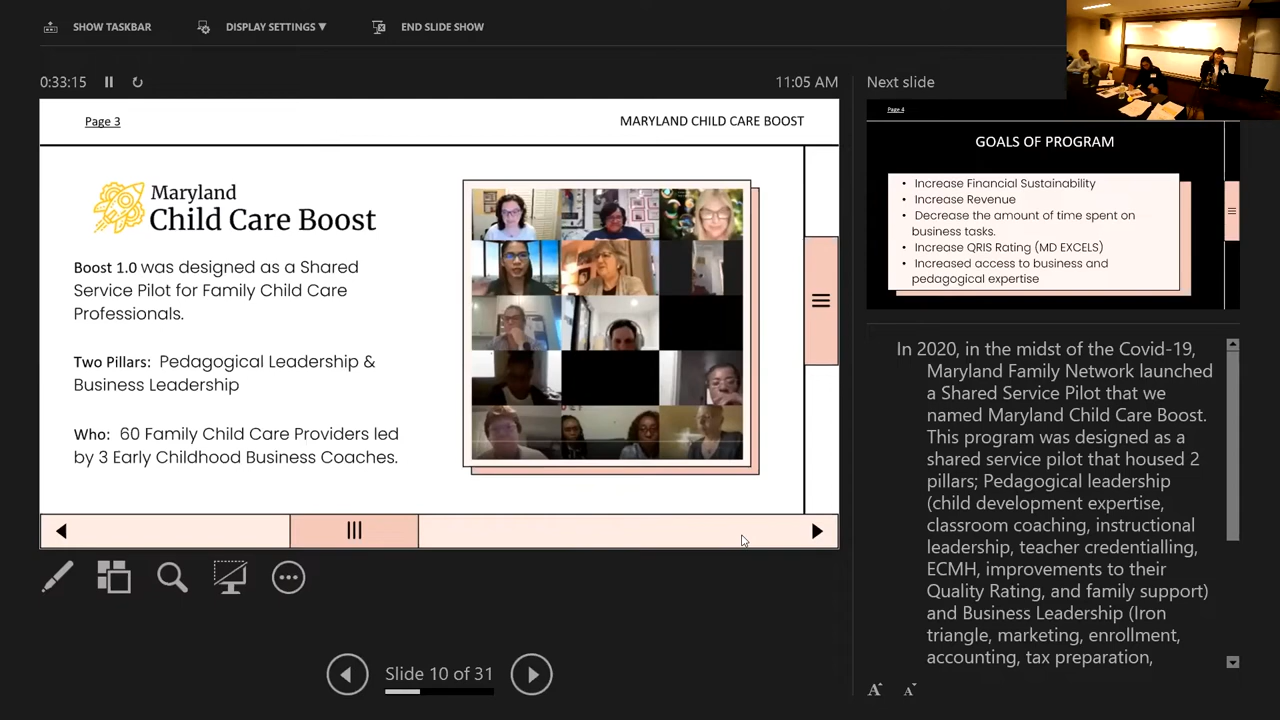 SHOW TASKBAR
DISPLAY SETTINGS ▼
END SLIDE SHOW
0:33:15
11:05 AM
Page 3
MARYLAND CHILD CARE BOOST
Maryland
Child Care Boost
Boost 1.0 was designed as a Shared
Service Pilot for Family Child Care
Professionals.
Two Pillars: Pedagogical Leadership &
Business Leadership
Who: 60 Family Child Care Providers led
by 3 Early Childhood Business Coaches.
Slide 10 of 31
Next slide
Page 4
GOALS OF PROGRAM
• Increase Financial Sustainability
• Increase Revenue
• Decrease the amount of time spent on
business tasks.
• Increase QRIS Rating (MD EXCELS)
• Increased access to business and
pedagogical expertise
In 2020, in the midst of the Covid-19,
Maryland Family Network launched
a Shared Service Pilot that we
named Maryland Child Care Boost.
This program was designed as a
shared service pilot that housed 2
pillars; Pedagogical leadership
(child development expertise,
classroom coaching, instructional
leadership, teacher credentialling,
ECMH, improvements to their
Quality Rating, and family support)
and Business Leadership (Iron
triangle, marketing, enrollment,
accounting, tax preparation,
A A